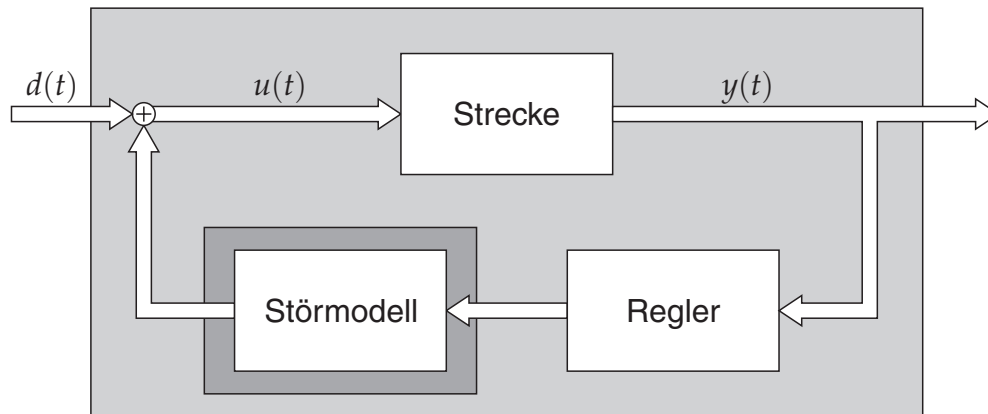 d(t)
u(t)
y(t)
+
Strecke
Störmodell
Regler